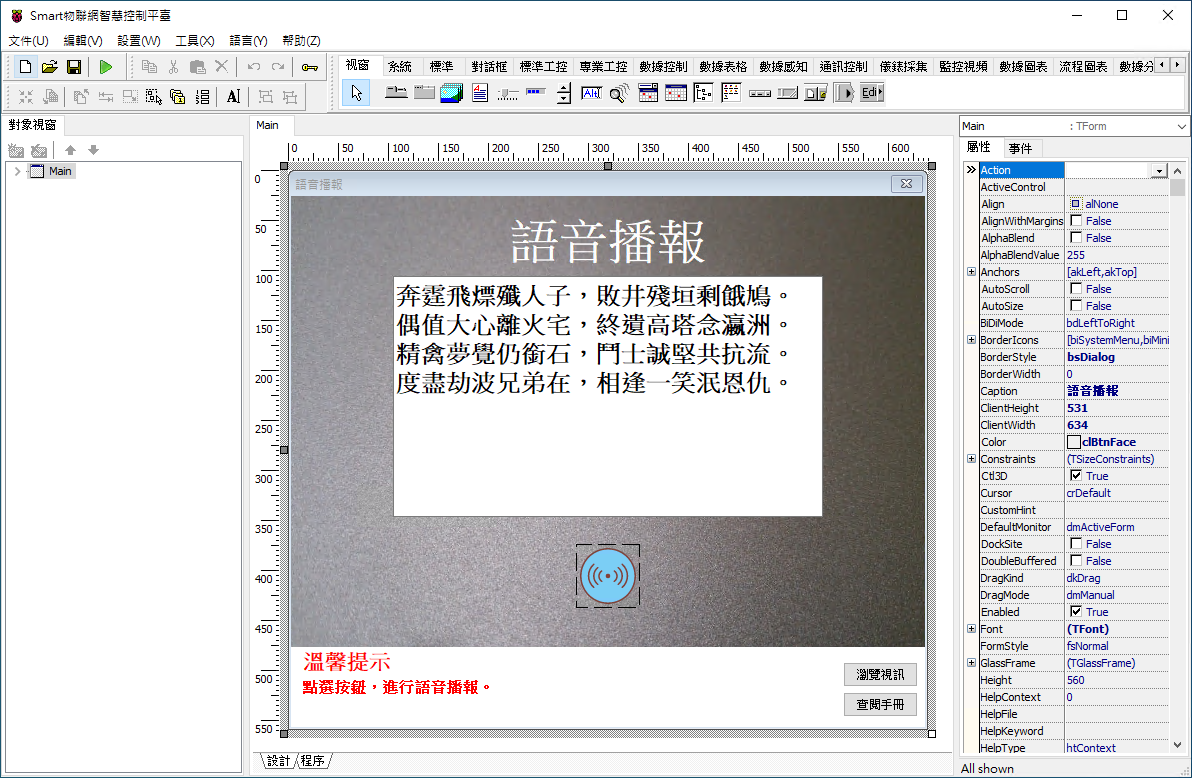 Smart物聯網智慧控制平臺
文件(U) 編輯(V) 設置(W) 工具(X) 語言(Y) 帮助(Z)
視窗 系統 標準 對話框 標準工控 專業工控 數據控制 數據表格 數據感知 通訊控制 儀錶採集 監控視頻 數據圖表 流程圖表 數據分
對象視窗
Main
Main
0 50 100 150 200 250 300 350 400 450 500 550 600
0
50
100
150
200
250
300
350
400
450
500
550
語音播報
語音播報
奔霆飛熛殲人子，敗井殘垣剩餓鳩。
偶值大心離火宅，終遺高塔念瀛洲。
精禽夢覺仍銜石，鬥士誠堅共抗流。
度盡劫波兄弟在，相逢一笑泯恩仇。
溫馨提示
點選按鈕，進行語音播報。
瀏覽視訊
查閱手冊
設計 程序
Main : TForm
屬性 事件
Action
ActiveControl
Align alNone
AlignWithMargins False
AlphaBlend False
AlphaBlendValue 255
Anchors [akLeft,akTop]
AutoScroll False
AutoSize False
BiDiMode bdLeftToRight
BorderIcons [biSystemMenu,biMini
BorderStyle bsDialog
BorderWidth 0
Caption 語音播報
ClientHeight 531
ClientWidth 634
Color clBtnFace
Constraints (TSizeConstraints)
Ctl3D True
Cursor crDefault
CustomHint
DefaultMonitor dmActiveForm
DockSite False
DoubleBuffered False
DragKind dkDrag
DragMode dmManual
Enabled True
Font (TFont)
FormStyle fsNormal
GlassFrame (TGlassFrame)
Height 560
HelpContext 0
HelpFile
HelpKeyword
HelpType htContext
All shown